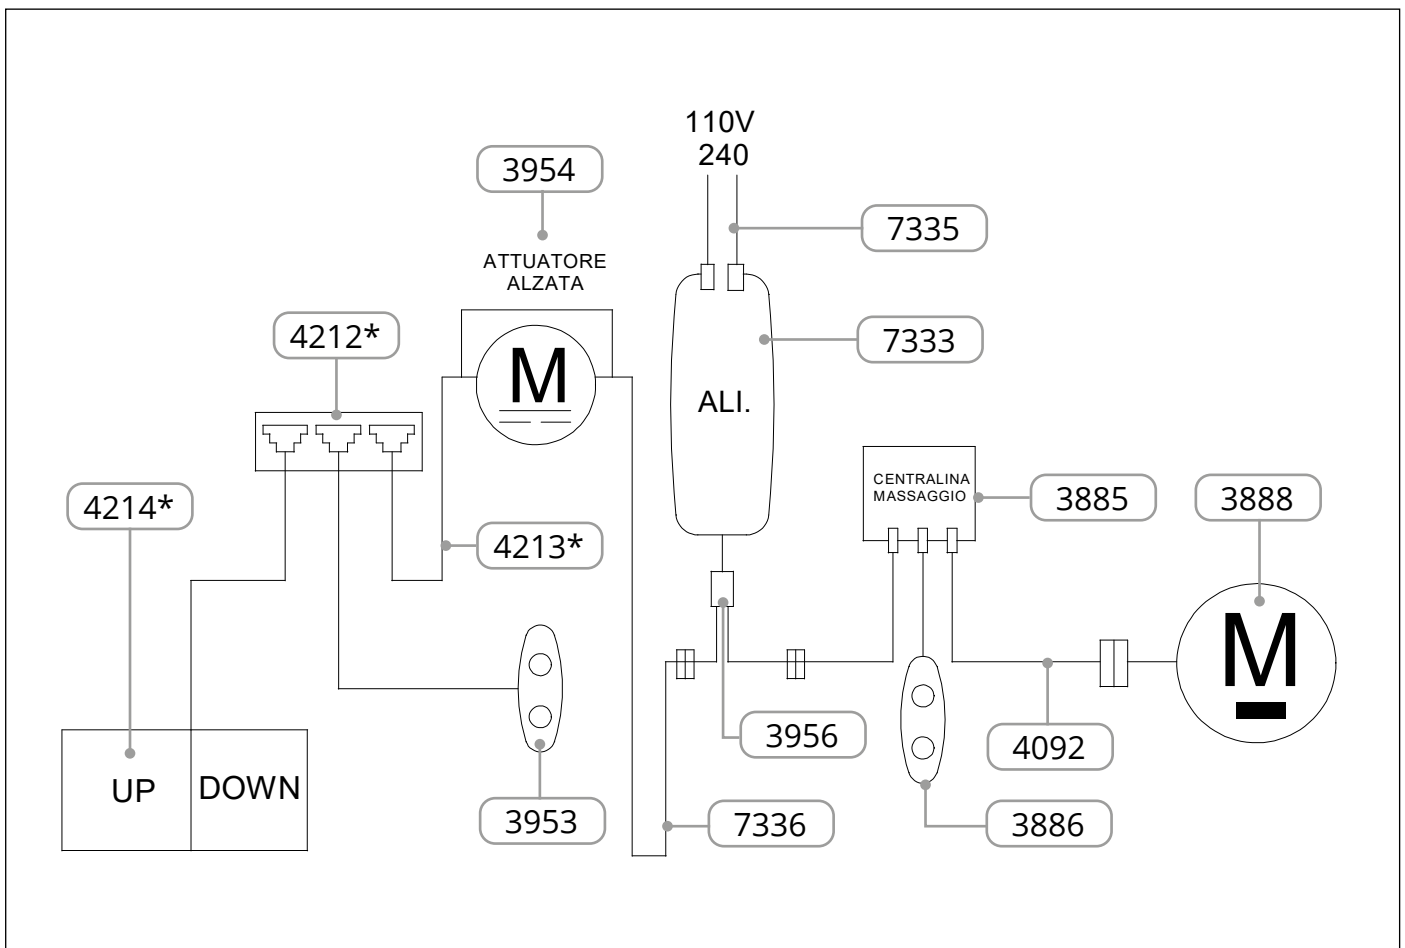 110V
240
3954
7335
ATTUATORE
ALZATA
4212*
7333
M
ALI.
CENTRALINA
MASSAGGIO
3885
3888
4214*
4213*
M
3956
4092
UP
DOWN
3953
7336
3886